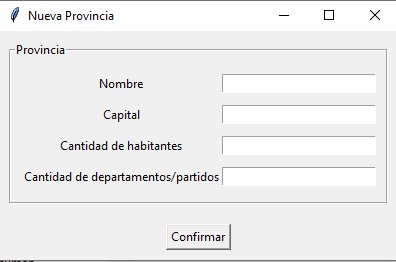 Nueva Provincia
Provincia
Nombre
Capital
Cantidad de habitantes
Cantidad de departamentos/partidos
Confirmar